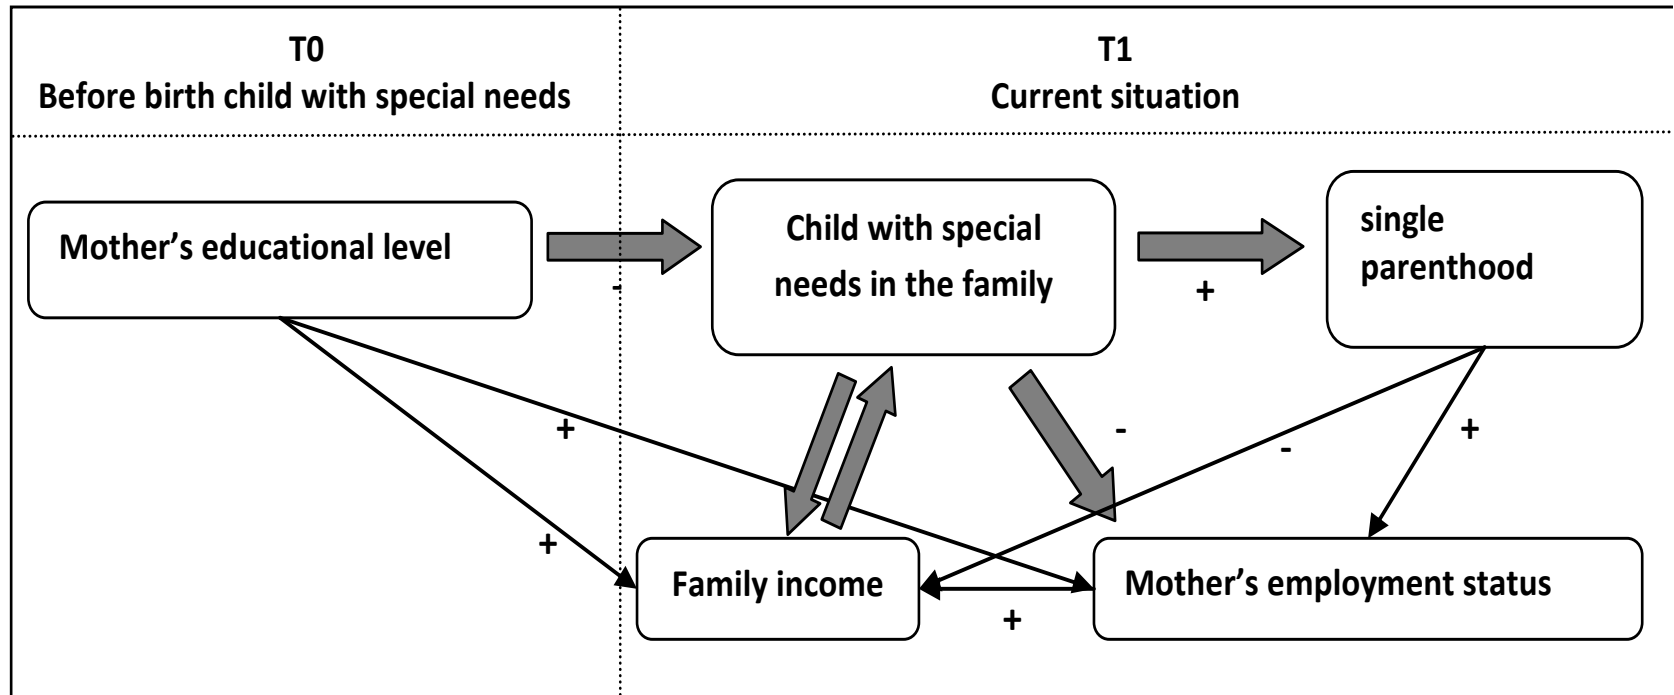 T0
Before birth child with special needs
T1
Current situation
Mother’s educational level
-
Child with special
needs in the family
+
single
parenthood
+
-
-
+
+
Family income
+
Mother’s employment status